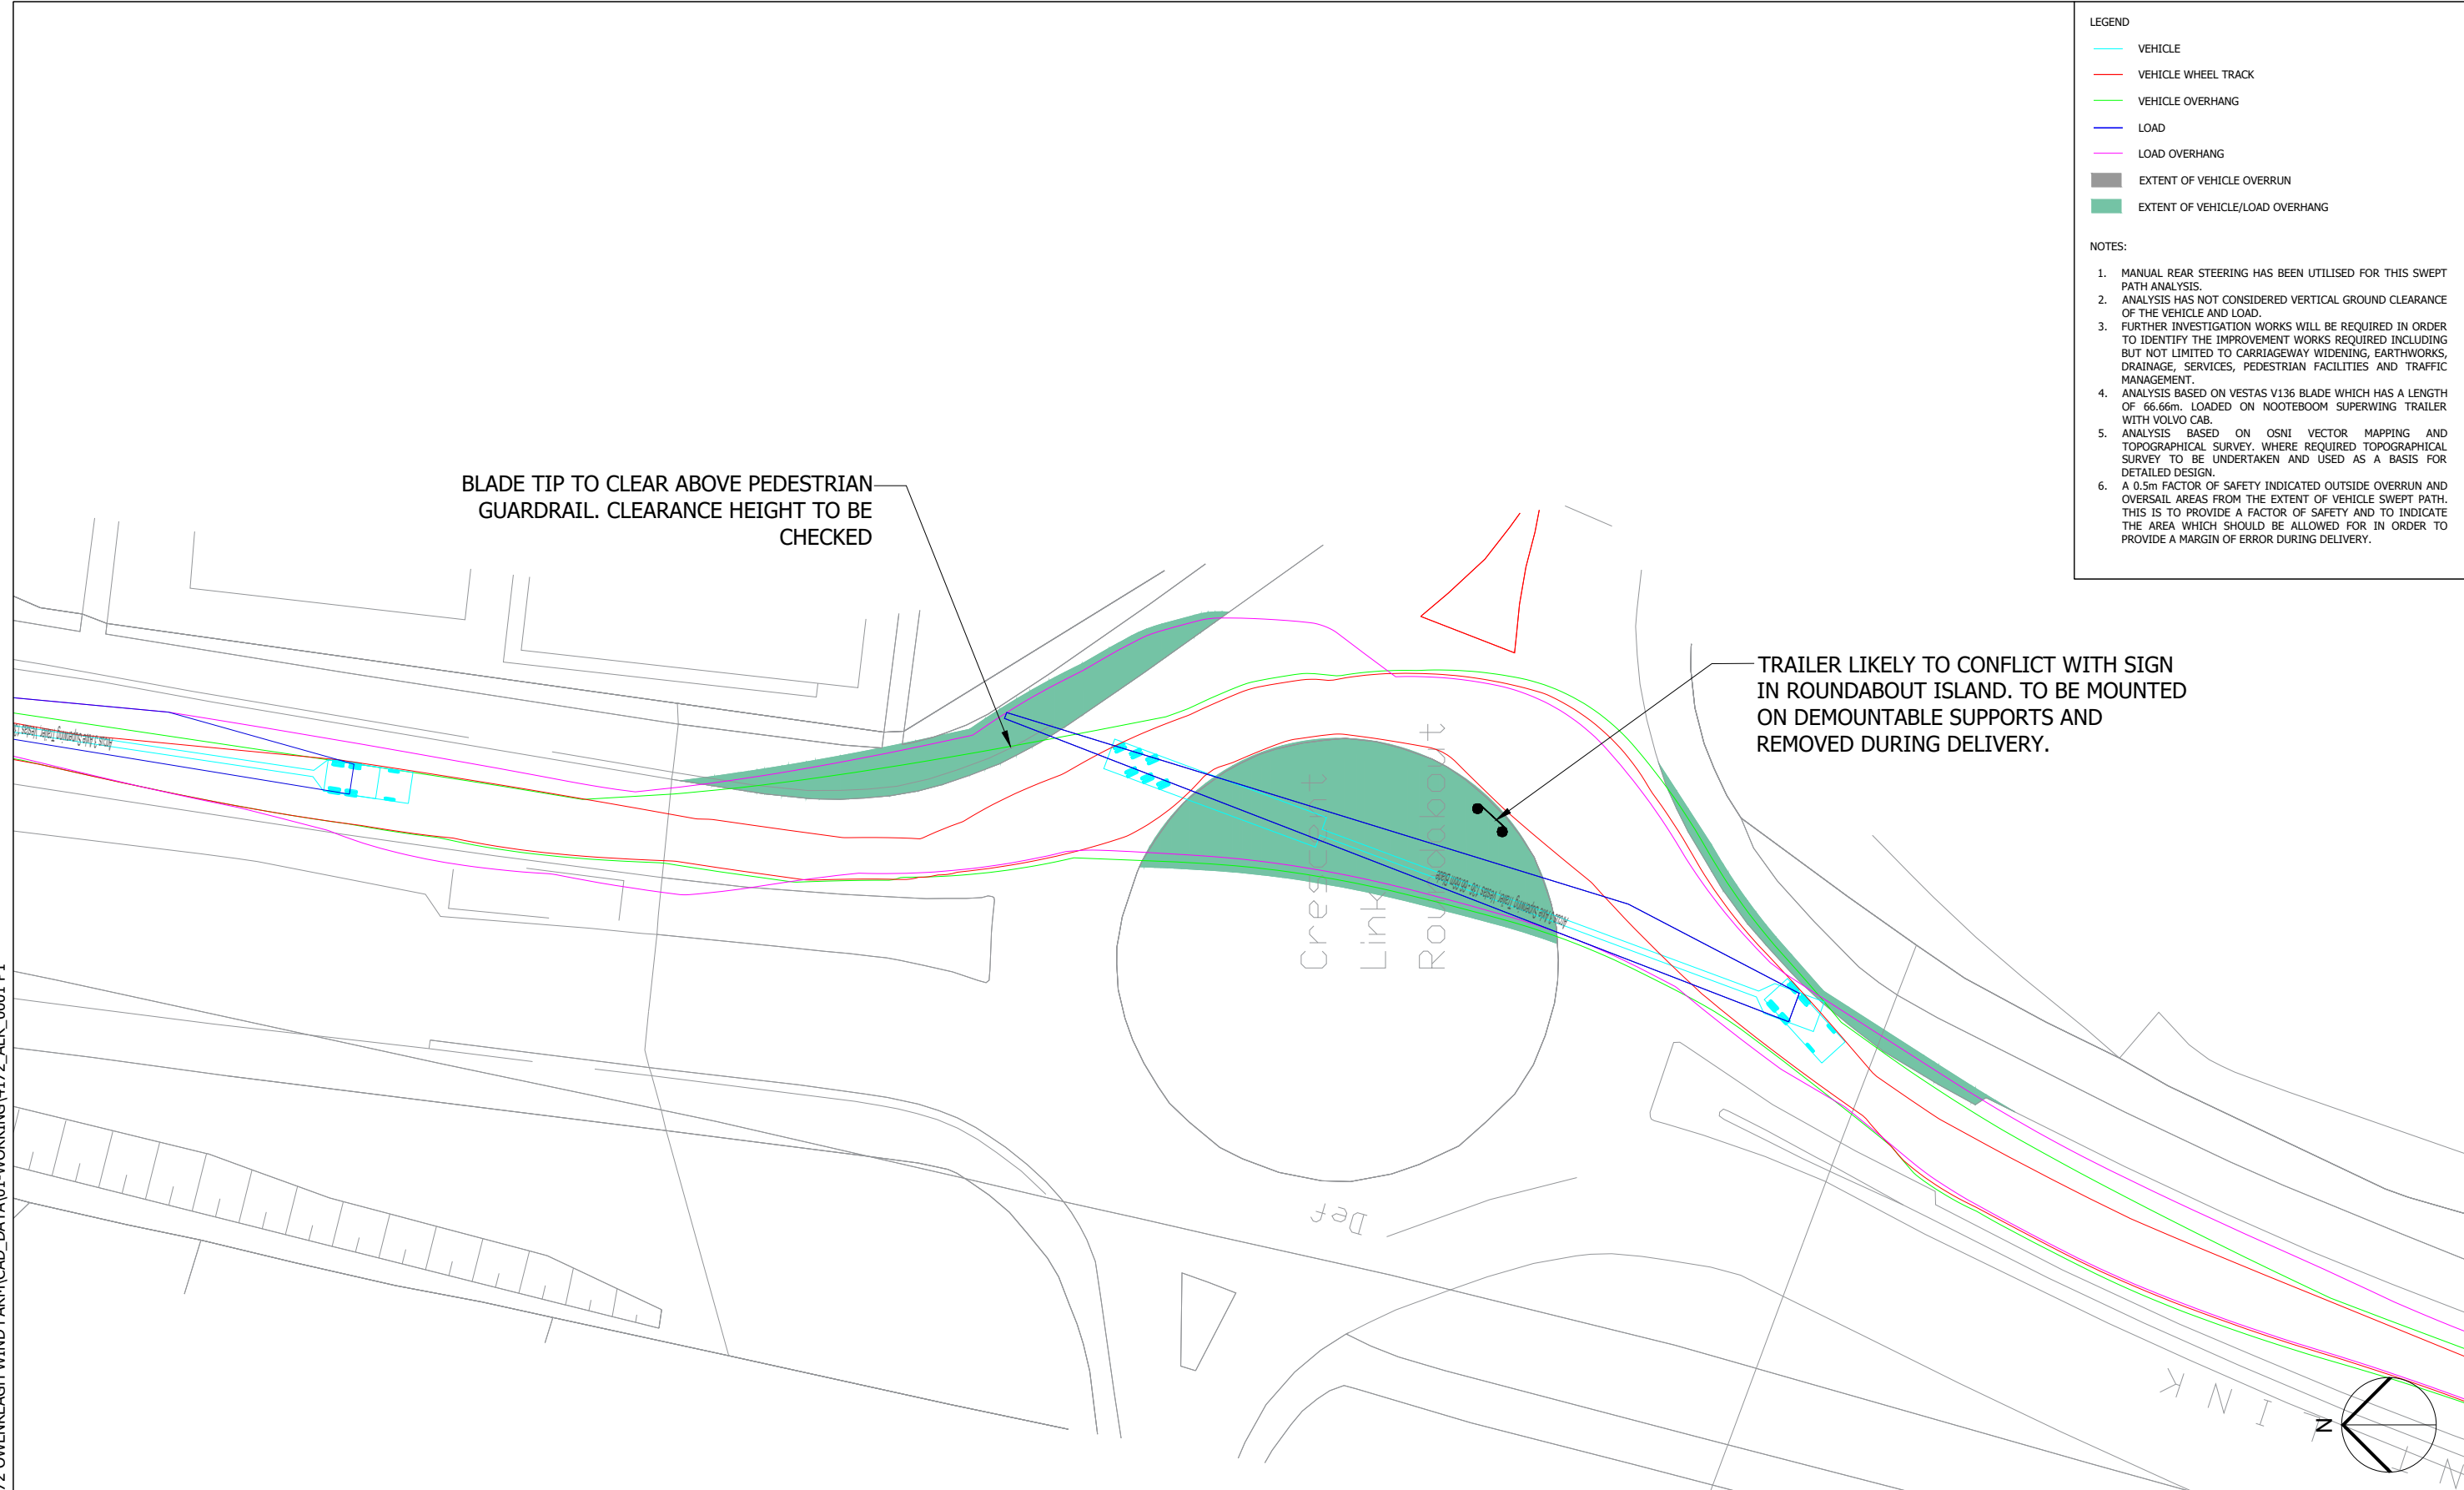 LEGEND
VEHICLE
VEHICLE WHEEL TRACK
VEHICLE OVERHANG
LOAD
LOAD OVERHANG
EXTENT OF VEHICLE OVERRUN
EXTENT OF VEHICLE/LOAD OVERHANG
NOTES:
1. MANUAL REAR STEERING HAS BEEN UTILISED FOR THIS SWEPT
PATH ANALYSIS.
2. ANALYSIS HAS NOT CONSIDERED VERTICAL GROUND CLEARANCE
OF THE VEHICLE AND LOAD.
3. FURTHER INVESTIGATION WORKS WILL BE REQUIRED IN ORDER
TO IDENTIFY THE IMPROVEMENT WORKS REQUIRED INCLUDING
BUT NOT LIMITED TO CARRIAGEWAY WIDENING, EARTHWORKS,
DRAINAGE, SERVICES, PEDESTRIAN FACILITIES AND TRAFFIC
MANAGEMENT.
4. ANALYSIS BASED ON VESTAS V136 BLADE WHICH HAS A LENGTH
OF 66.66m. LOADED ON NOOTEBOOM SUPERWING TRAILER
WITH VOLVO CAB.
5. ANALYSIS BASED ON OSNI VECTOR MAPPING AND
TOPOGRAPHICAL SURVEY. WHERE REQUIRED TOPOGRAPHICAL
SURVEY TO BE UNDERTAKEN AND USED AS A BASIS FOR
DETAILED DESIGN.
6. A 0.5m FACTOR OF SAFETY INDICATED OUTSIDE OVERRUN AND
OVERSAIL AREAS FROM THE EXTENT OF VEHICLE SWEPT PATH.
THIS IS TO PROVIDE A FACTOR OF SAFETY AND TO INDICATE
THE AREA WHICH SHOULD BE ALLOWED FOR IN ORDER TO
PROVIDE A MARGIN OF ERROR DURING DELIVERY.
BLADE TIP TO CLEAR ABOVE PEDESTRIAN
GUARDRAIL. CLEARANCE HEIGHT TO BE
CHECKED
TRAILER LIKELY TO CONFLICT WITH SIGN
IN ROUNDABOUT ISLAND. TO BE MOUNTED
ON DEMOUNTABLE SUPPORTS AND
REMOVED DURING DELIVERY.
Crescent
Link
Roundabout
Def
LINK
N